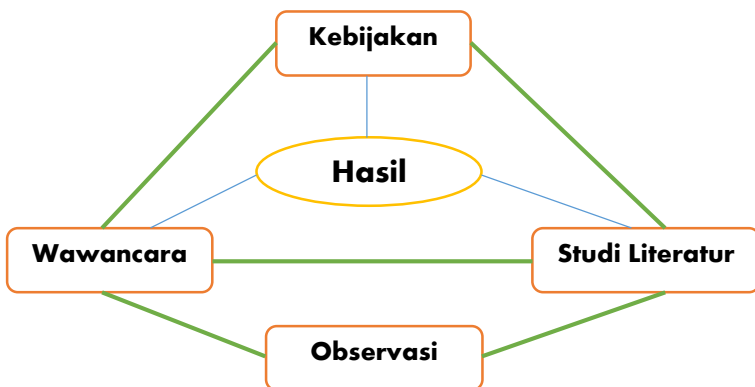 Kebijakan
Hasil
Wawancara
Studi Literatur
Observasi